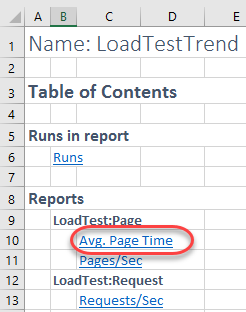 A B C D E
1 Name: LoadTestTrend
2
3 Table of Contents
4
5 Runs in report
6 Runs
7
8 Reports
9 LoadTest:Page
10 Avg. Page Time
11 Pages/Sec
12 LoadTest:Request
13 Requests/Sec